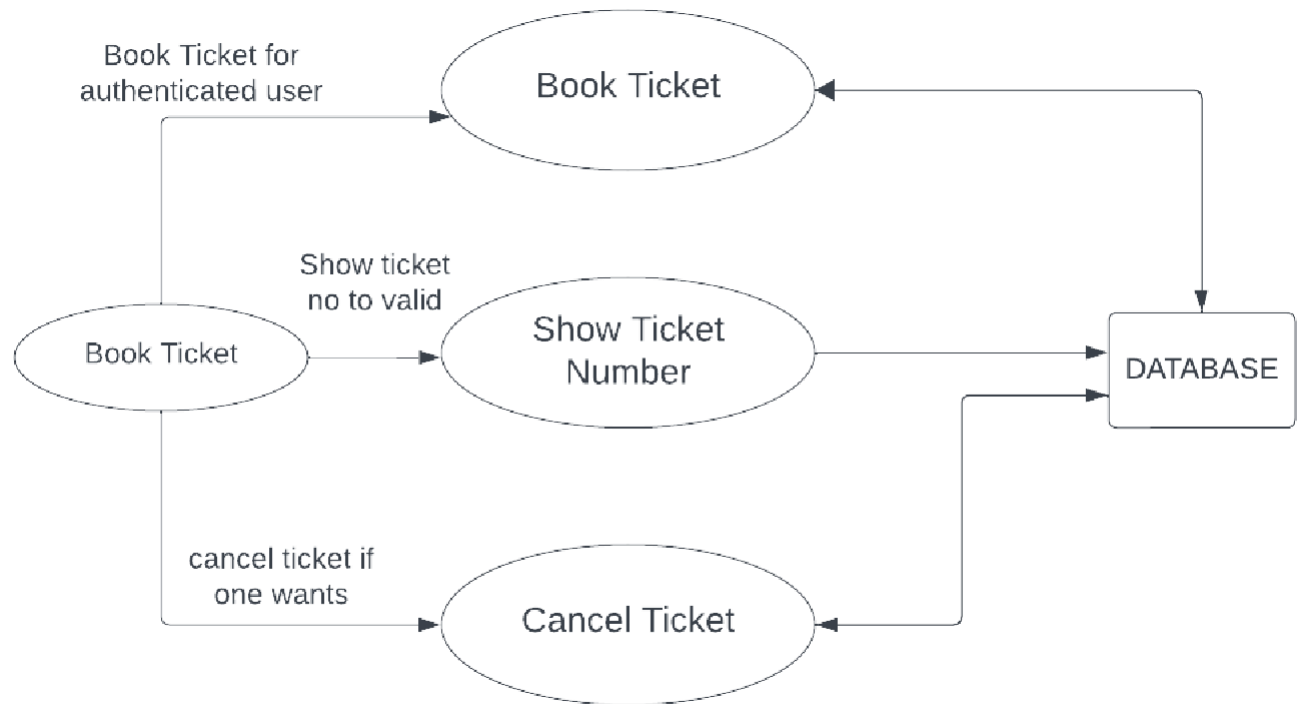 Book Ticket for
authenticated user
Book Ticket
Show ticket
no to valid
Book Ticket
Show Ticket
Number
DATABASE
cancel ticket if
one wants
Cancel Ticket